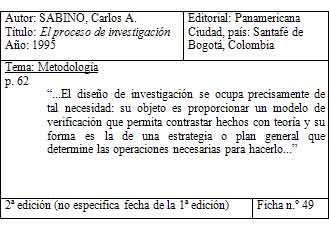 Autor: SABINO, Carlos A.
Título: El proceso de investigación
Año: 1995
Editorial: Panamericana
Ciudad, país: Santafé de
Bogotá, Colombia
Tema: Metodología
p. 62
“...El diseño de investigación se ocupa precisamente de
tal necesidad: su objeto es proporcionar un modelo de
verificación que permita contrastar hechos con teoría y su
forma es la de una estrategia o plan general que
determine las operaciones necesarias para hacerlo...”
2ª edición (no especifica fecha de la 1ª edición)
Ficha n.° 49